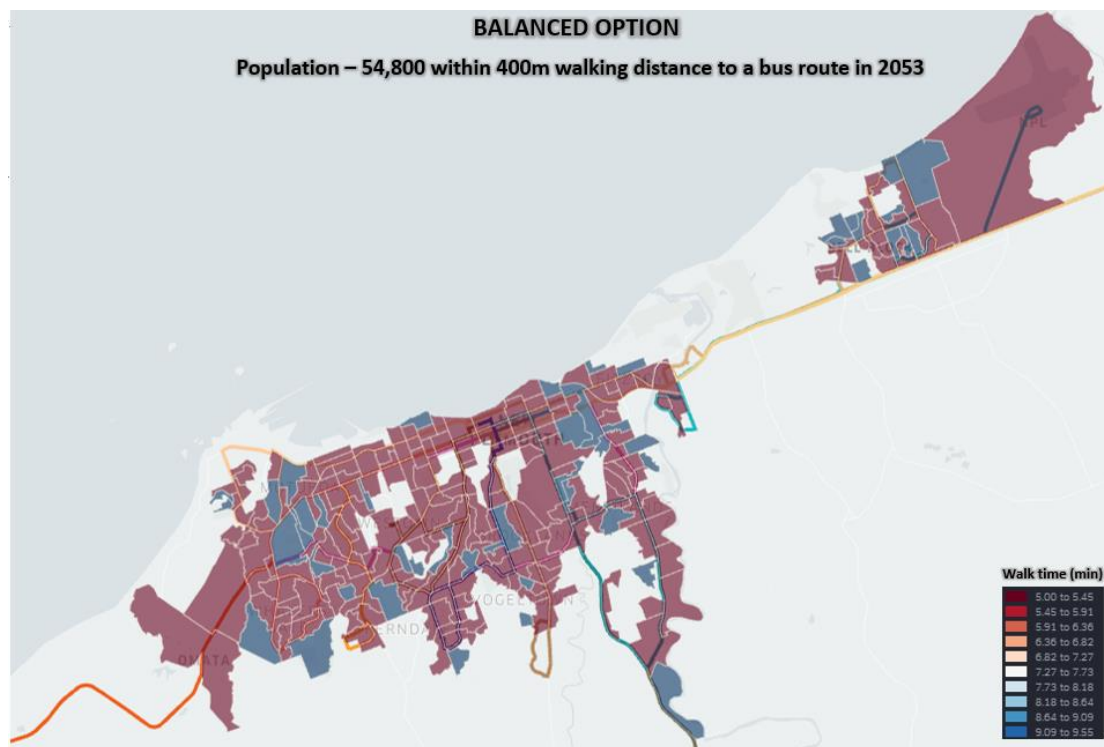 BALANCED OPTION
Population – 54,800 within 400m walking distance to a bus route in 2053
NPL
OMATA
Walk time (min)
5.00 to 5.45
5.45 to 5.91
5.91 to 6.36
6.36 to 6.82
6.82 to 7.27
7.27 to 7.73
7.73 to 8.18
8.18 to 8.64
8.64 to 9.09
9.09 to 9.55